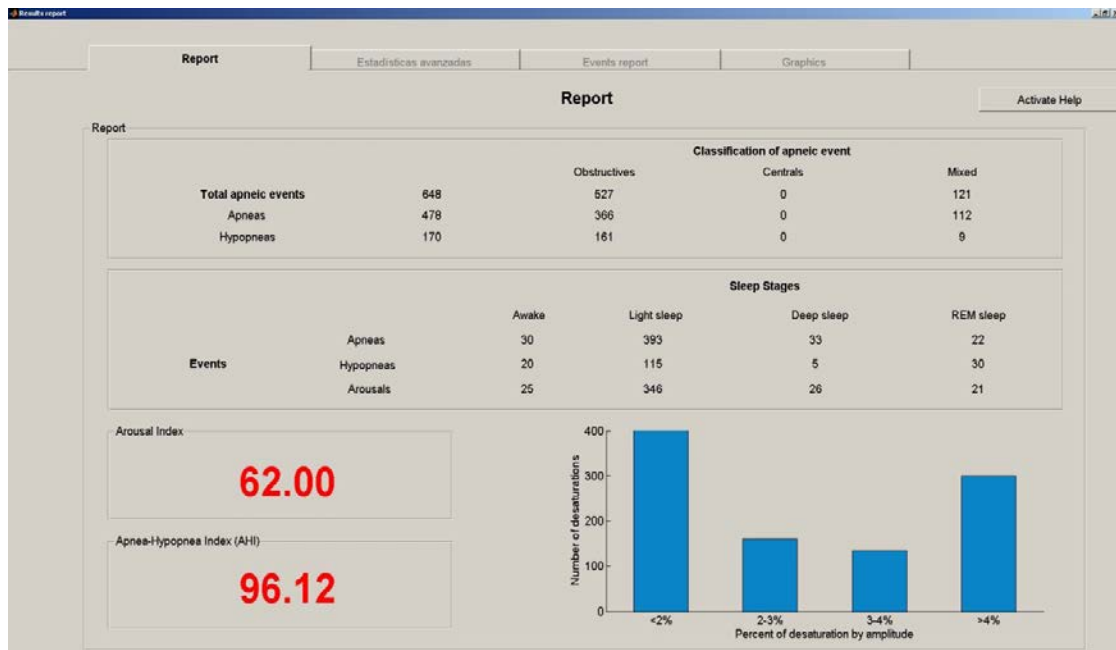 Results report
Report Estadísticas avanzadas Events report Graphics
Report
Activate Help
Report
Classification of apneic event
Obstructives Centrals Mixed
Total apneic events 648 527 0 121
Apneas 478 366 0 112
Hypopneas 170 161 0 9
Sleep Stages
Awake Light sleep Deep sleep REM sleep
Apneas 30 393 33 22
Events Hypopneas 20 115 5 30
Arousals 25 346 26 21
Arousal Index
62.00
Apnea-Hypopnea Index (AHI)
96.12
Number of desaturations
400
300
200
100
0
<2% 2-3% 3-4% >4%
Percent of desaturation by amplitude